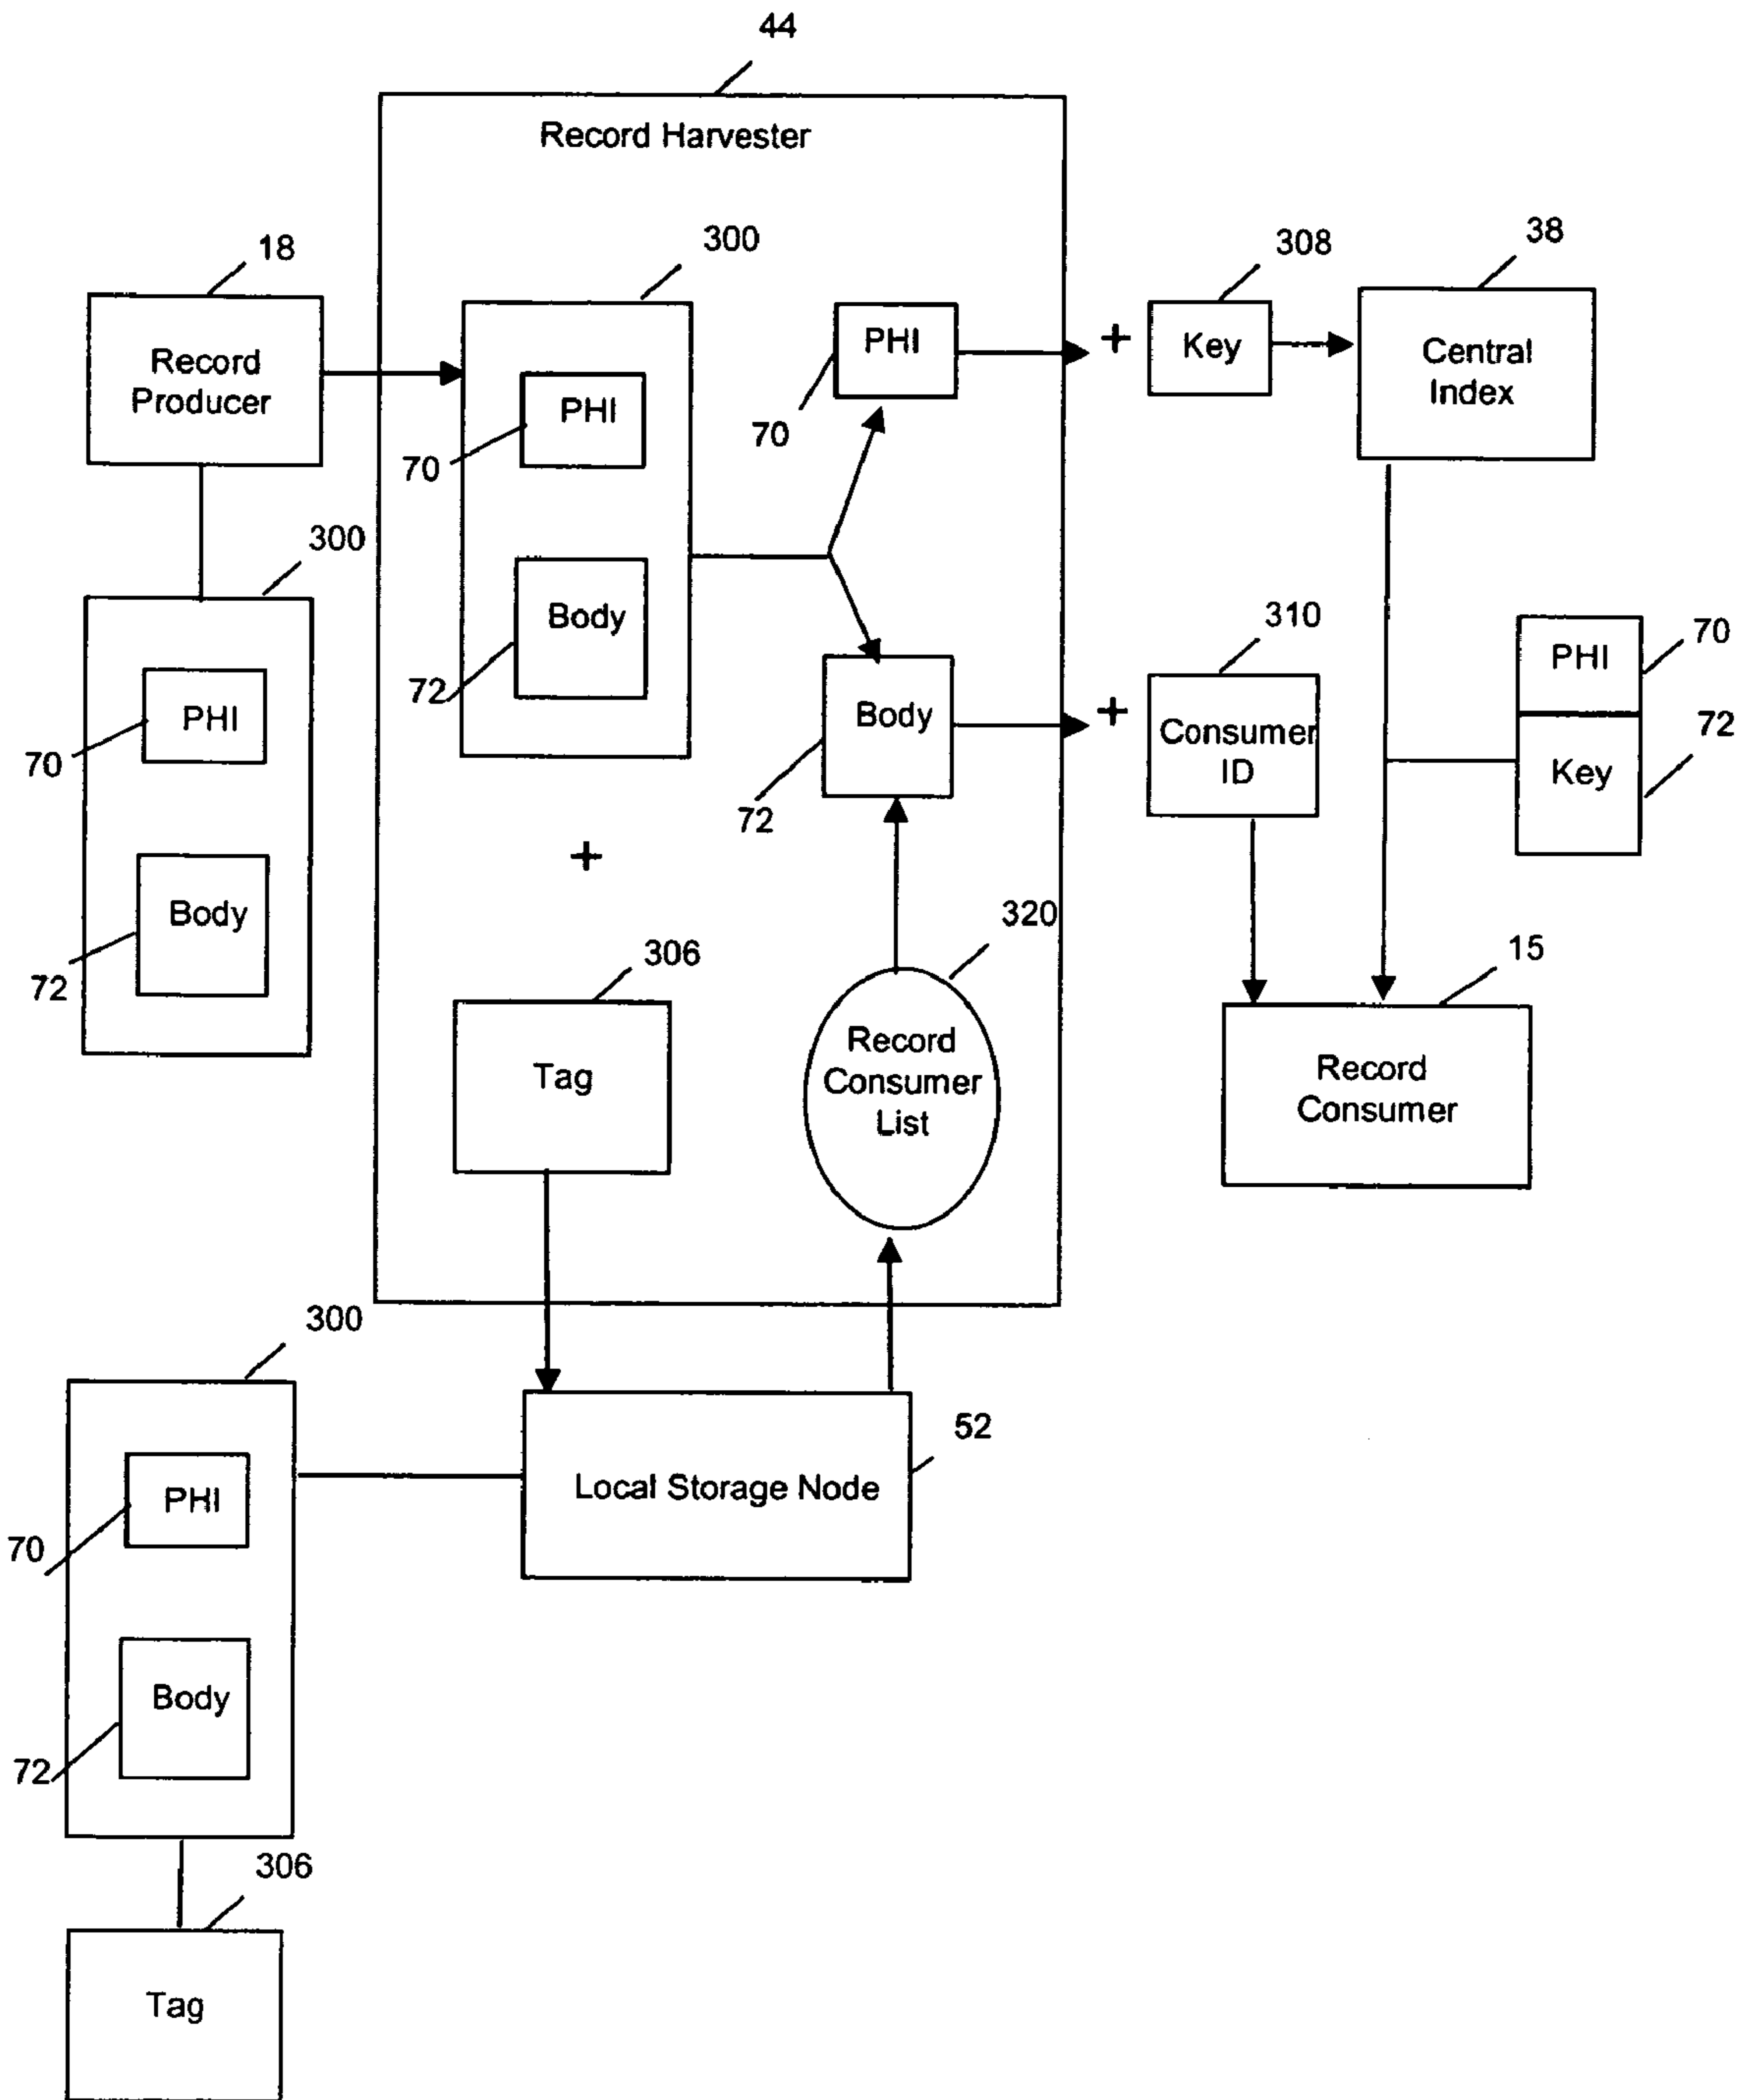 44
Record Harvester
18
300
308
38
Record
Producer
PHI
70
PHI
70
+
Key
Central
Index
300
Body
72
310
PHI
70
PHI
70
Body
72
+
Consumer
ID
Key
72
Body
72
+
320
306
15
Tag
Record
Consumer
List
Record
Consumer
300
52
PHI
70
Local Storage Node
Body
72
306
Tag